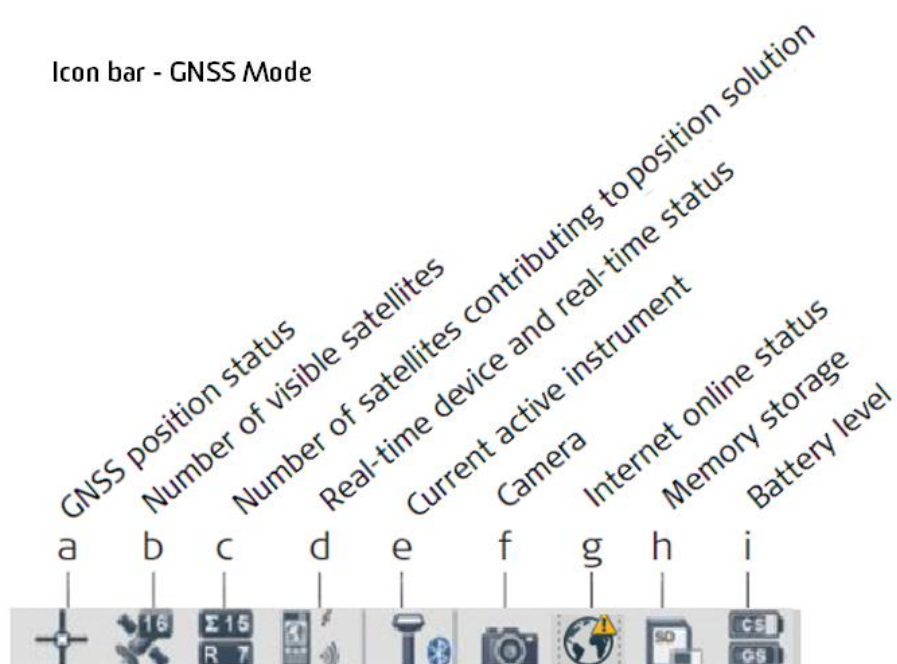 Icon bar - GNSS Mode
GNSS position status
Number of visible satellites
Number of satellites contributing to position solution
Real-time device and real-time status
Current active instrument
Camera
Internet online status
Memory storage
Battery level
a b c d e f g h i
16 Σ 15 SD CS
R 7 GS